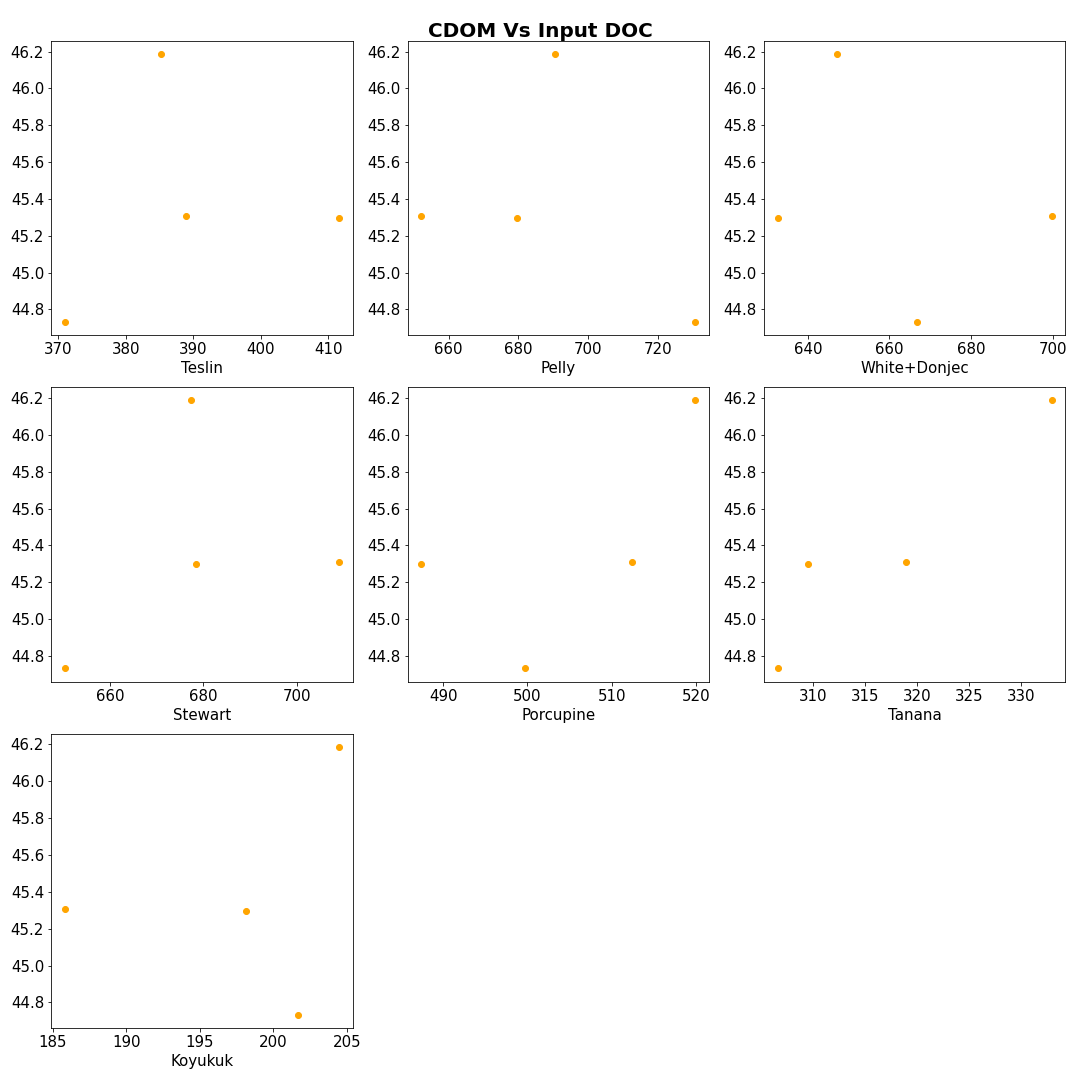 CDOM Vs Input DOC
46.2 46.2 46.2
46.0 46.0 46.0
45.8 45.8 45.8
45.6 45.6 45.6
45.4 45.4 45.4
45.2 45.2 45.2
45.0 45.0 45.0
44.8 44.8 44.8
370 380 390 400 410 660 680 700 720 640 660 680 700
Teslin Pelly White+Donjec
46.2 46.2 46.2
46.0 46.0 46.0
45.8 45.8 45.8
45.6 45.6 45.6
45.4 45.4 45.4
45.2 45.2 45.2
45.0 45.0 45.0
44.8 44.8 44.8
660 680 700 490 500 510 520 310 315 320 325 330
Stewart Porcupine Tanana
46.2
46.0
45.8
45.6
45.4
45.2
45.0
44.8
185 190 195 200 205
Koyukuk